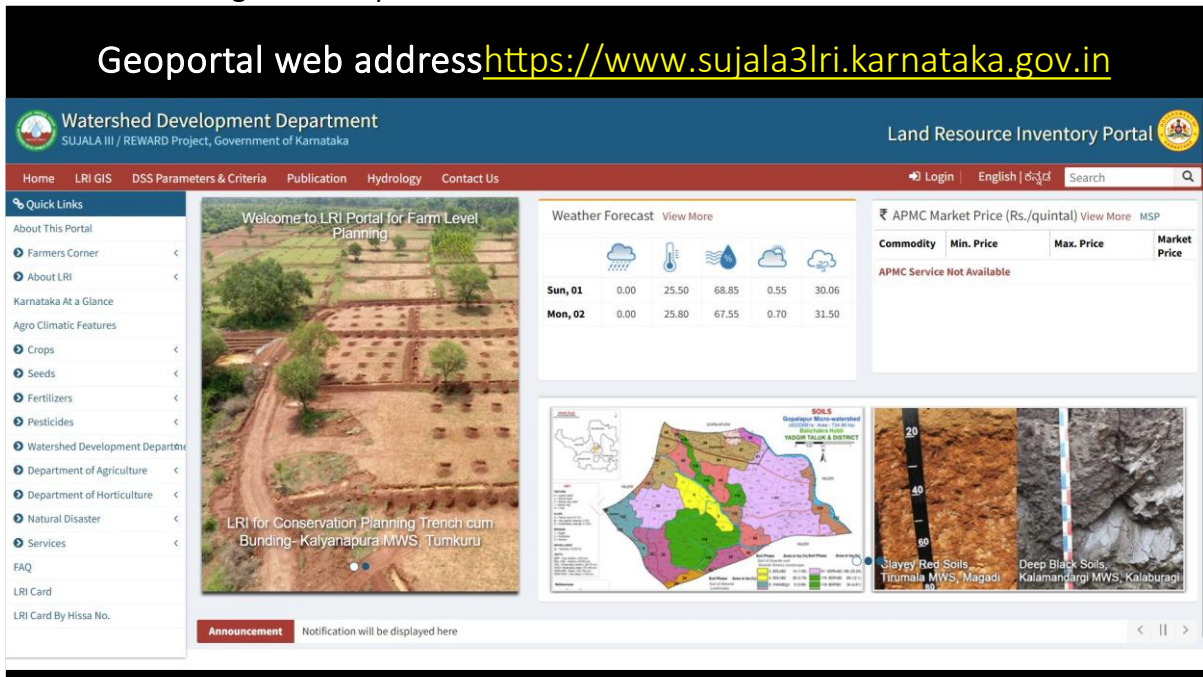 Geoportal web addresshttps://www.sujala3lri.karnataka.gov.in
Watershed Development Department
SUJALA III / REWARD Project, Government of Karnataka
Land Resource Inventory Portal
Home LRI GIS DSS Parameters & Criteria Publication Hydrology Contact Us
Login | English | ಕನ್ನಡ Search
Quick Links
About This Portal
Farmers Corner
About LRI
Karnataka At a Glance
Agro Climatic Features
Crops
Seeds
Fertilizers
Pesticides
Watershed Development Departme
Department of Agriculture
Department of Horticulture
Natural Disaster
Services
FAQ
LRI Card
LRI Card By Hissa No.
Welcome to LRI Portal for Farm Level
Planning
LRI for Conservation Planning Trench cum
Bunding- Kalyanapura MWS, Tumkuru
Weather Forecast View More
Sun, 01 0.00 25.50 68.85 0.55 30.06
Mon, 02 0.00 25.80 67.55 0.70 31.50
₹ APMC Market Price (Rs./quintal) View More MSP
Commodity Min. Price Max. Price Market
Price
APMC Service Not Available
SOILS
Gopalapur Micro-watershed
YADGIR TALUK & DISTRICT
20
40
60
80
Clayey Red Soils,
Tirumala MWS, Magadi
Deep Black Soils,
Kalamandargi MWS, Kalaburagi
Announcement Notification will be displayed here